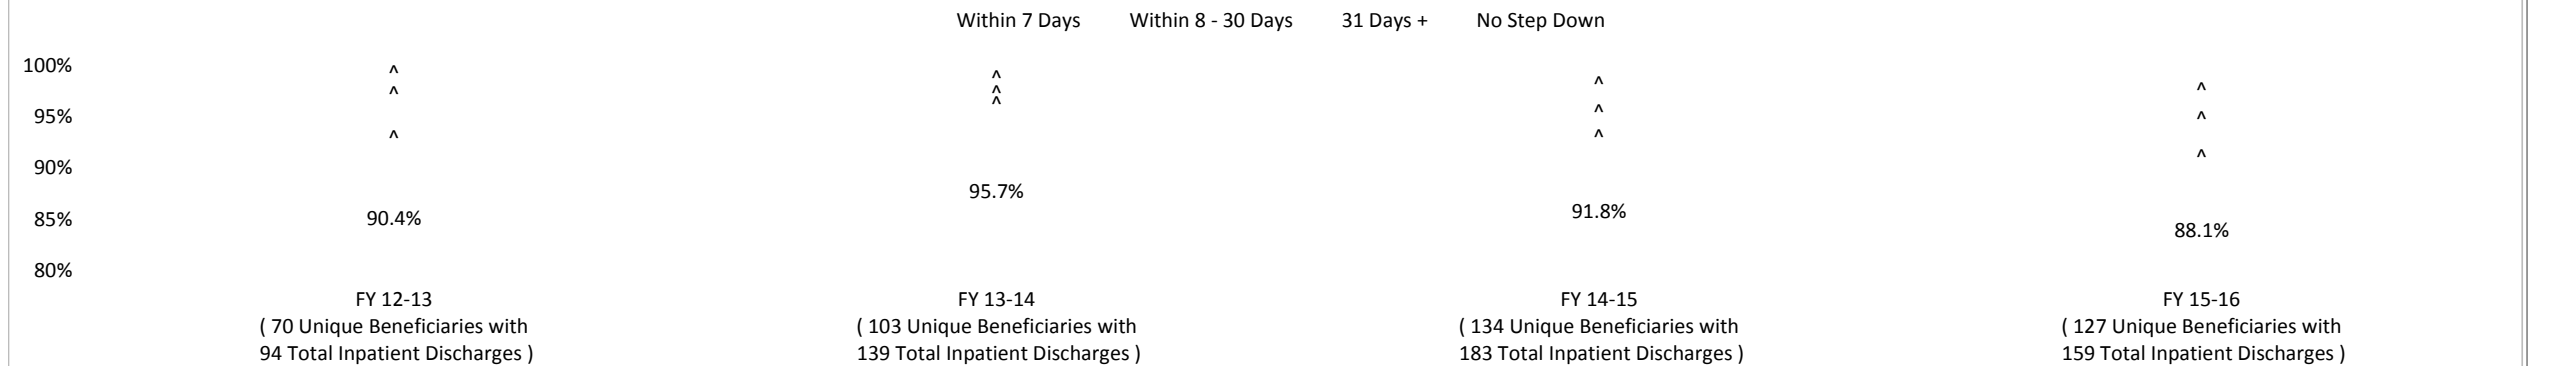 Within 7 Days Within 8 - 30 Days 31 Days + No Step Down
100%
^ ^ ^ ^
^ ^ ^ ^
95%
^ ^ ^ ^
90%
95.7%
85%
90.4% 91.8% 88.1%
80%
FY 12-13 FY 13-14 FY 14-15 FY 15-16
( 70 Unique Beneficiaries with ( 103 Unique Beneficiaries with ( 134 Unique Beneficiaries with ( 127 Unique Beneficiaries with
94 Total Inpatient Discharges ) 139 Total Inpatient Discharges ) 183 Total Inpatient Discharges ) 159 Total Inpatient Discharges )